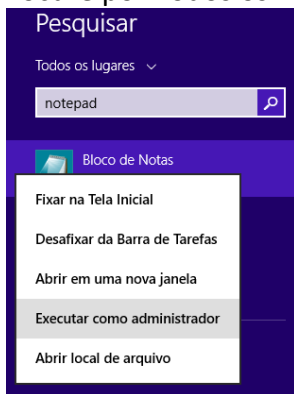 Pesquisar
Todos os lugares
notepad
Bloco de Notas
Fixar na Tela Inicial
Desafixar da Barra de Tarefas
Abrir em uma nova janela
Executar como administrador
Abrir local de arquivo